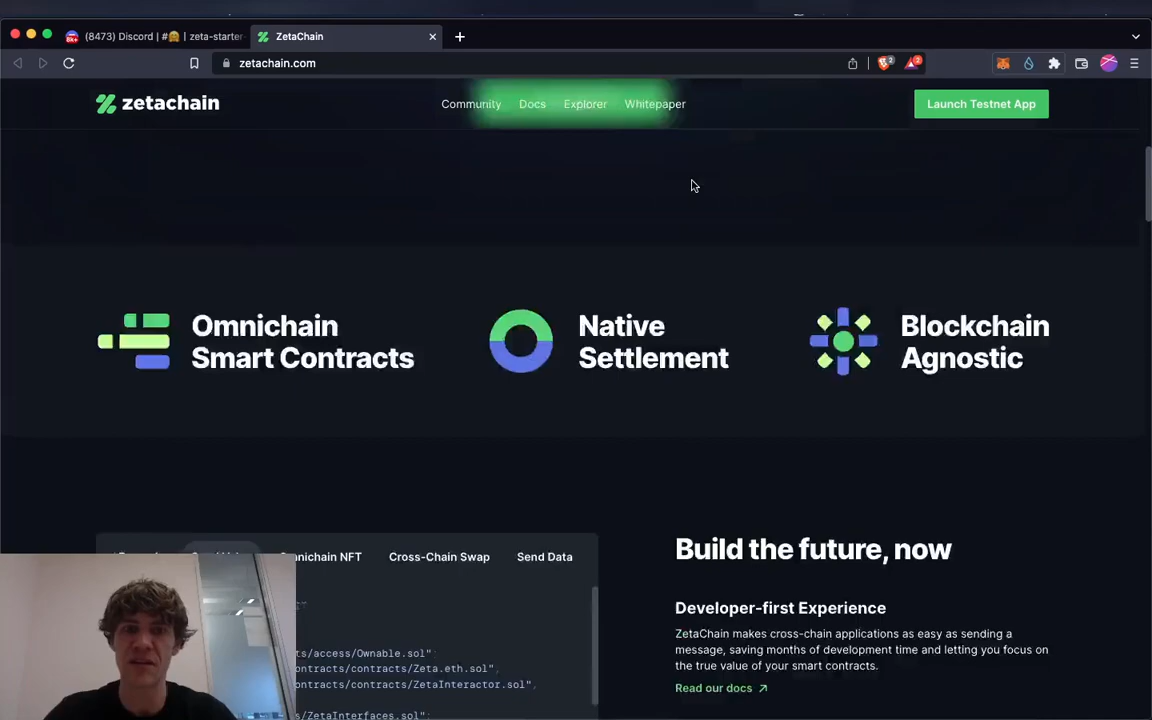 (8473) Discord | #🤗 | zeta-starter
ZetaChain
zetachain.com
2
2
zetachain
Community
Docs
Explorer
Whitepaper
Launch Testnet App
Omnichain
Smart Contracts
Native
Settlement
Blockchain
Agnostic
Omnichain NFT
Cross-Chain Swap
Send Data
Build the future, now
Developer-first Experience
ts/access/Ownable.sol"
ZetaChain makes cross-chain applications as easy as sending a
message, saving months of development time and letting you focus on
the true value of your smart contracts.
ontracts/contracts/Zeta.eth.sol",
ontracts/contracts/ZetaInteractor.sol",
Read our docs ↗
/ZetaInterfaces.sol";